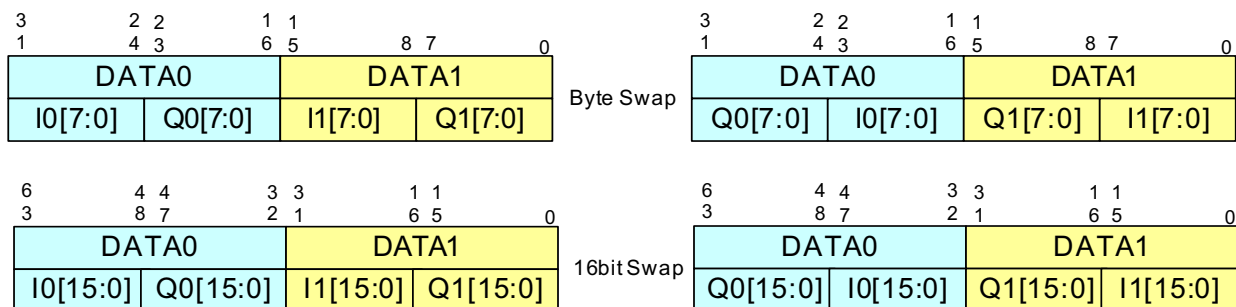 3 2 2 1 1 3 2 2 1 1
1 4 3 6 5 8 7 0 1 4 3 6 5 8 7 0
DATA0 DATA1 Byte Swap DATA0 DATA1
I0[7:0] Q0[7:0] I1[7:0] Q1[7:0] Q0[7:0] I0[7:0] Q1[7:0] I1[7:0]
6 4 4 3 3 1 1 6 4 4 3 3 1 1
3 8 7 2 1 6 5 0 3 8 7 2 1 6 5 0
DATA0 DATA1 16bit Swap DATA0 DATA1
I0[15:0] Q0[15:0] I1[15:0] Q1[15:0] Q0[15:0] I0[15:0] Q1[15:0] I1[15:0]